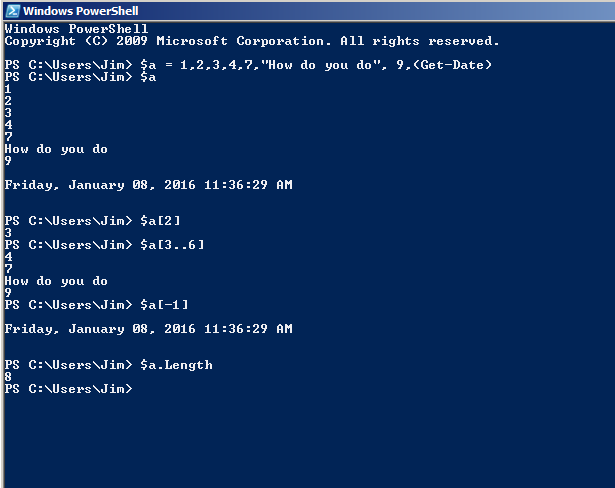 Windows PowerShell
Windows PowerShell
Copyright (C) 2009 Microsoft Corporation. All rights reserved.
PS C:\Users\Jim> $a = 1,2,3,4,7,"How do you do", 9,(Get-Date)
PS C:\Users\Jim> $a
1
2
3
4
7
How do you do
9
Friday, January 08, 2016 11:36:29 AM
PS C:\Users\Jim> $a[2]
3
PS C:\Users\Jim> $a[3..6]
4
7
How do you do
9
PS C:\Users\Jim> $a[-1]
Friday, January 08, 2016 11:36:29 AM
PS C:\Users\Jim> $a.Length
8
PS C:\Users\Jim>